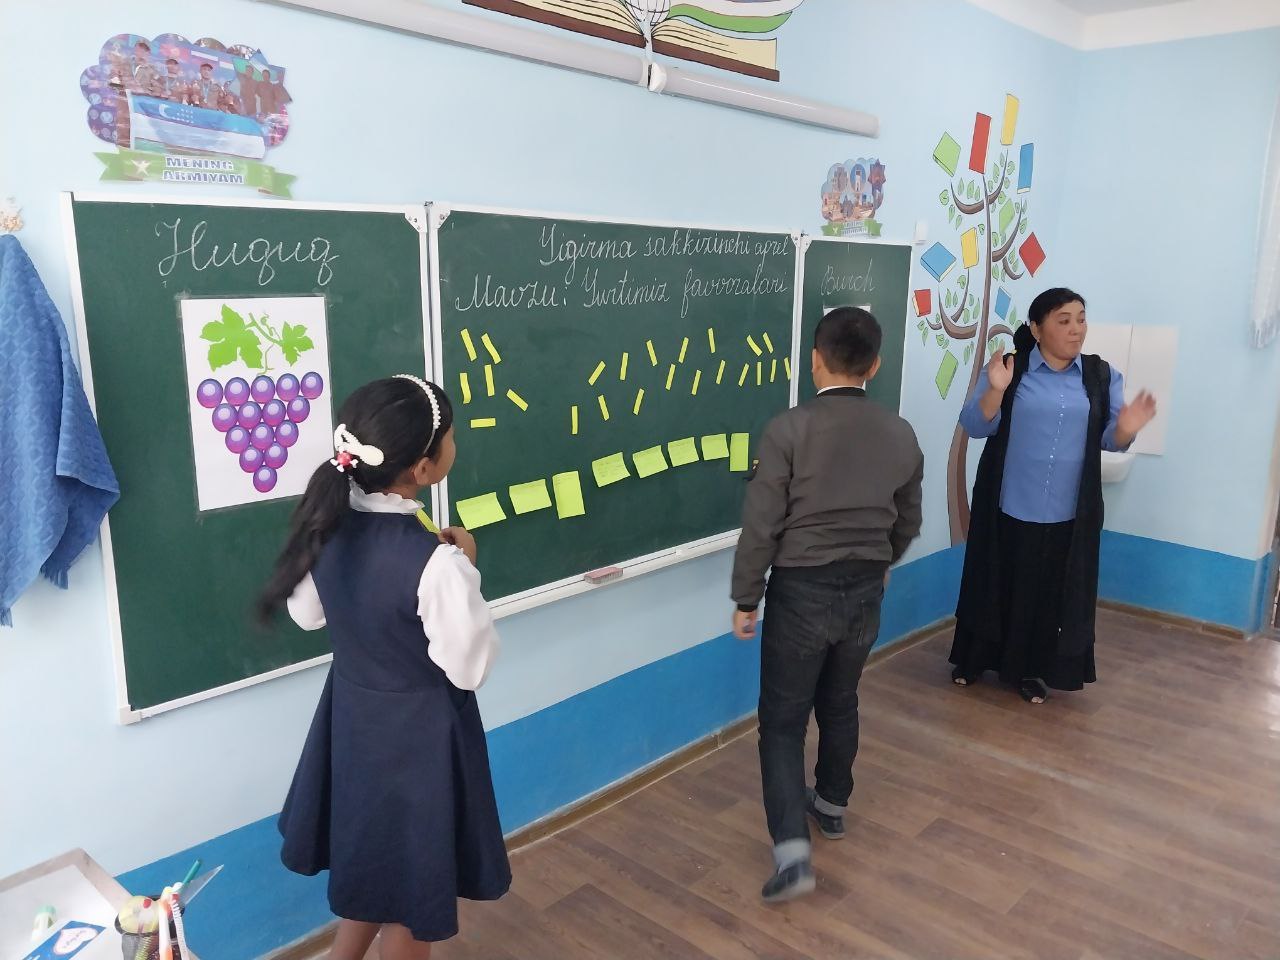 MENING
ARMIYAM
Huquq
Yigirma sakkizinchi aprel
Mavzu: Yurtimiz favvoralari
Burch